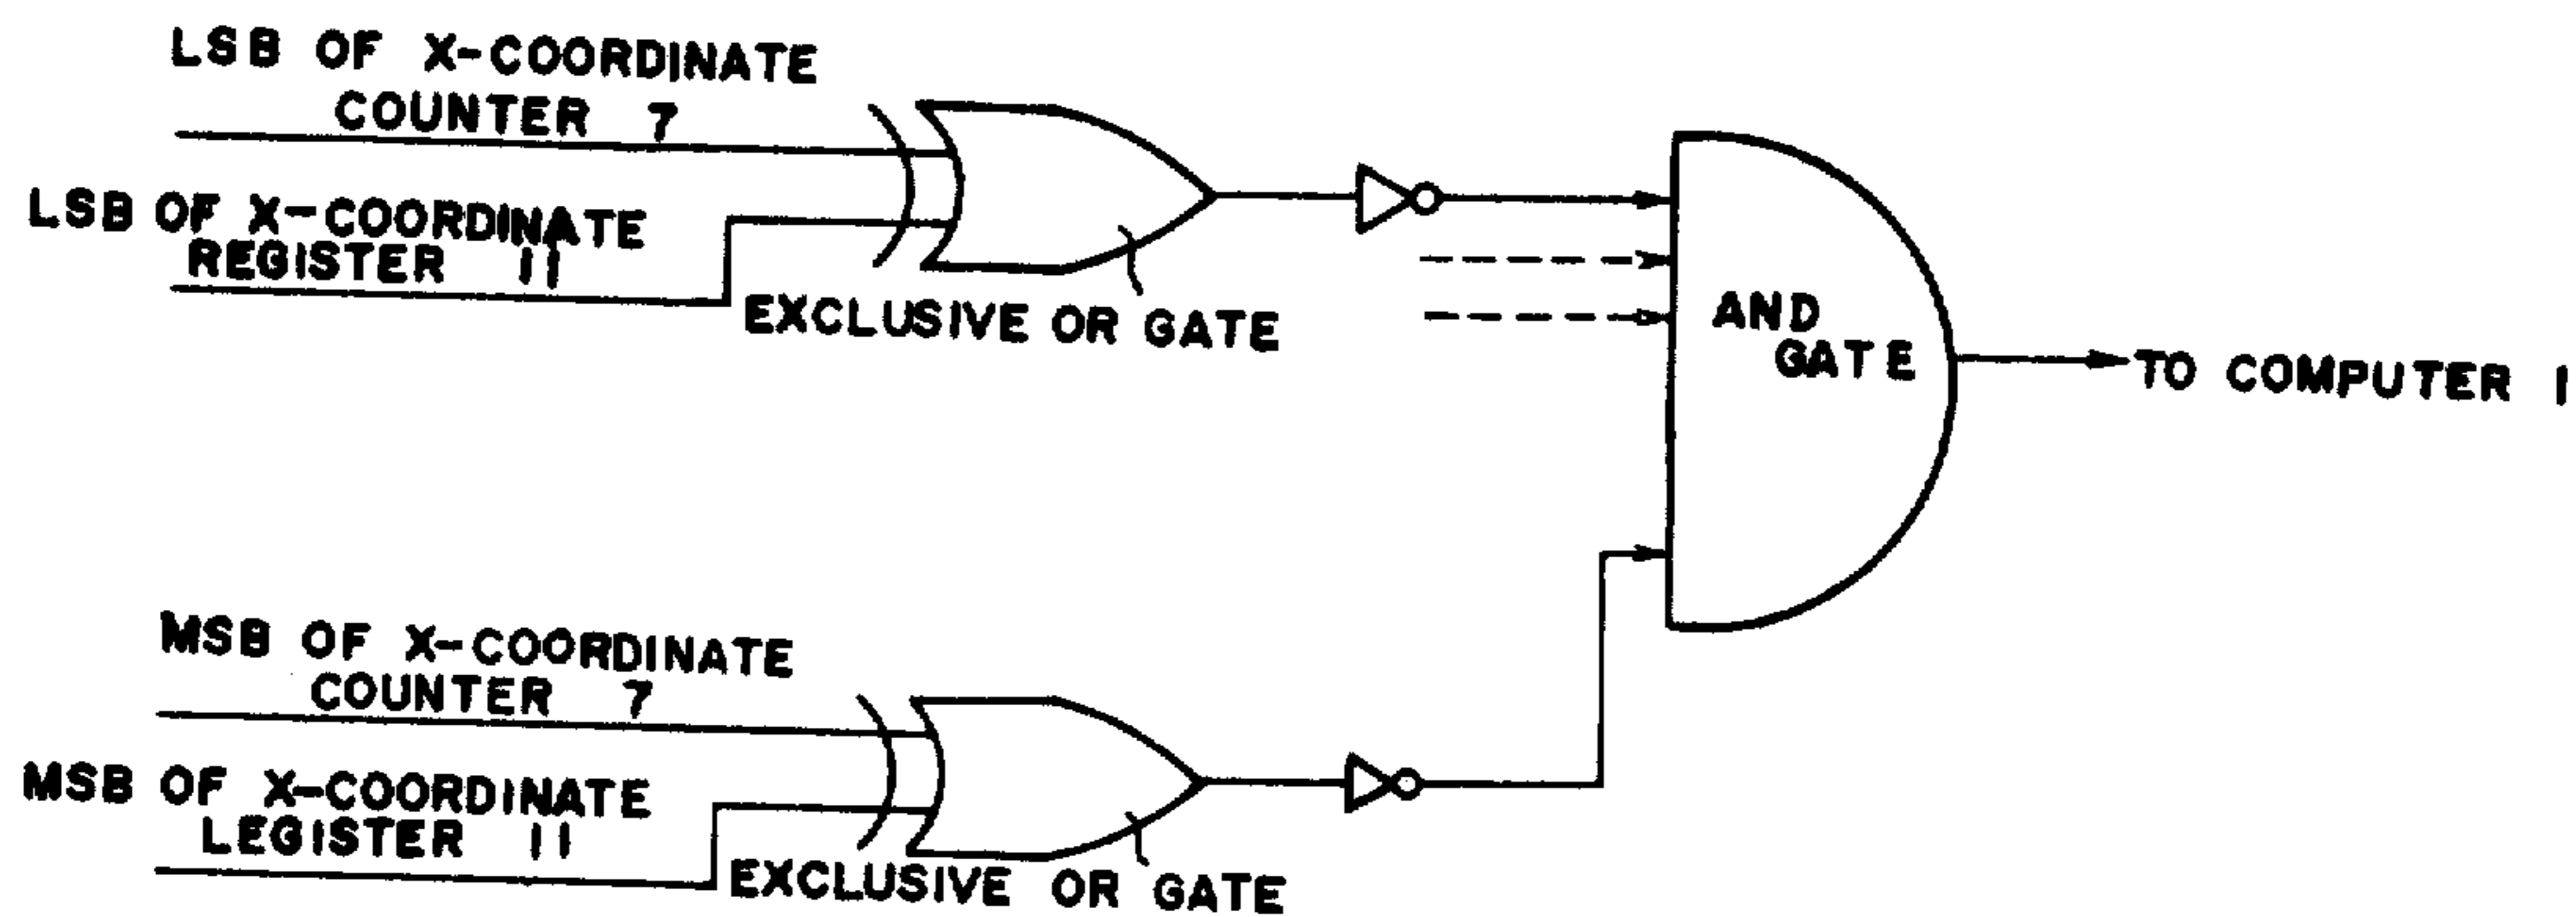 LSB OF X-COORDINATE
COUNTER 7
LSB OF X-COORDINATE
REGISTER 11
EXCLUSIVE OR GATE
AND
GATE
TO COMPUTER 1
MSB OF X-COORDINATE
COUNTER 7
MSB OF X-COORDINATE
LEGISTER 11
EXCLUSIVE OR GATE